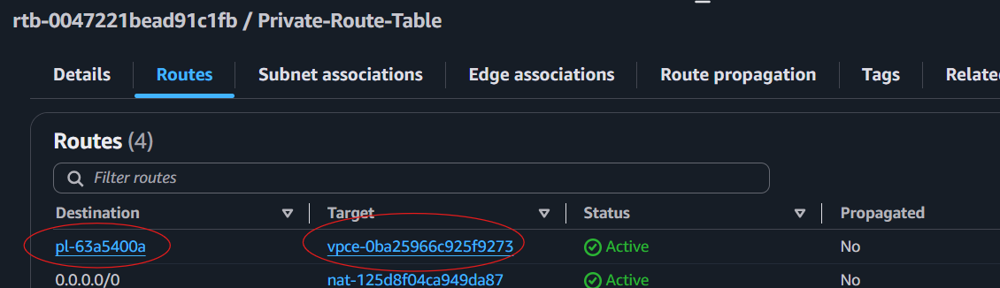 rtb-0047221bead91c1fb / Private-Route-Table
Details Routes Subnet associations Edge associations Route propagation Tags Relate
Routes (4)
Filter routes
Destination Target Status Propagated
pl-63a5400a vpce-0ba25966c925f9273 Active No
0.0.0.0/0 nat-125d8f04ca949da87 Active No